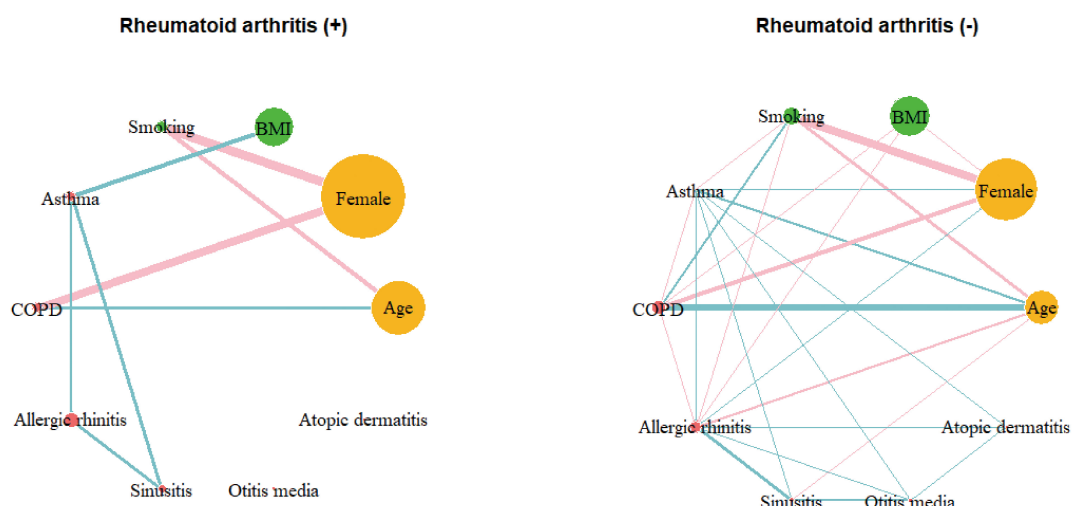 Rheumatoid arthritis (+)
Smoking
BMI
Asthma
Female
COPD
Age
Allergic rhinitis
Atopic dermatitis
Sinusitis
Otitis media
Rheumatoid arthritis (-)
Smoking
BMI
Asthma
Female
COPD
Age
Allergic rhinitis
Atopic dermatitis
Sinusitis
Otitis media